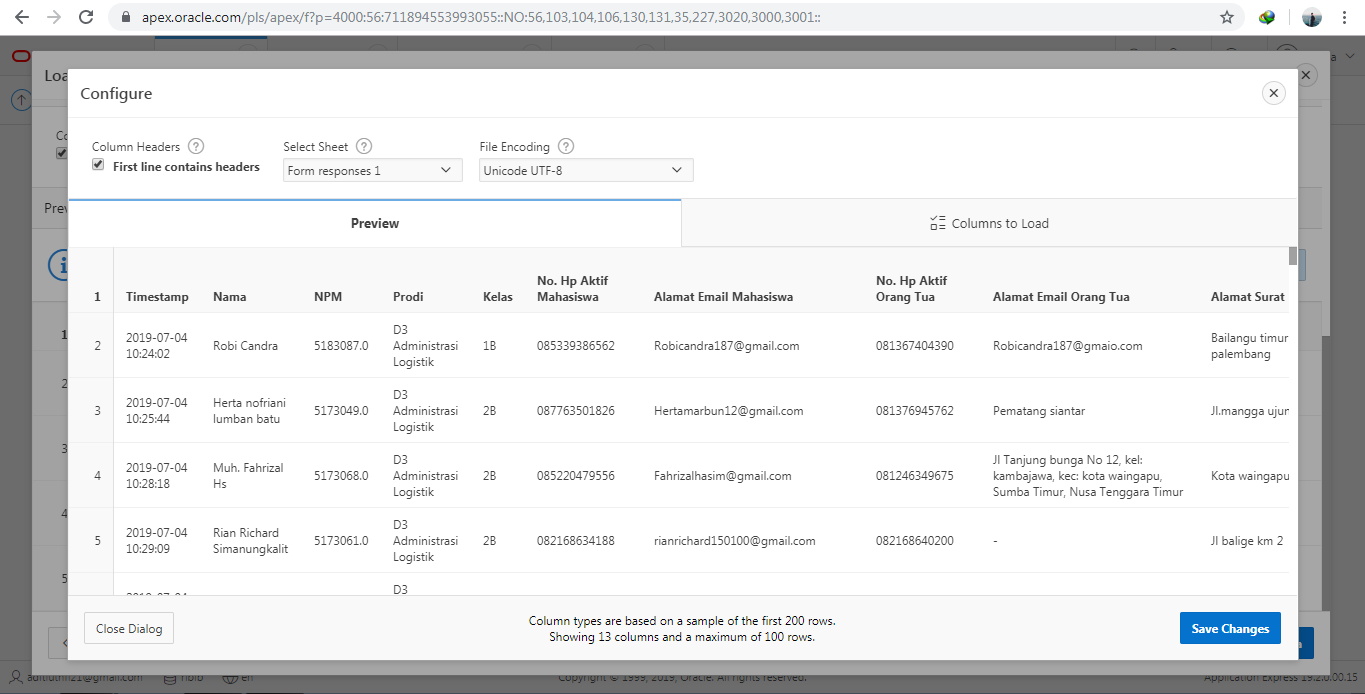 apex.oracle.com/pls/apex/f?p=4000:56:711894553993055::NO:56,103,104,106,130,131,35,227,3020,3000,3001::
Configure
Column Headers ?
First line contains headers
Select Sheet ?
Form responses 1
File Encoding ?
Unicode UTF-8
Preview
Columns to Load
1 Timestamp Nama NPM Prodi Kelas No. Hp Aktif Mahasiswa Alamat Email Mahasiswa No. Hp Aktif Orang Tua Alamat Email Orang Tua Alamat Surat
2 2019-07-04 10:24:02 Robi Candra 5183087.0 D3 Administrasi Logistik 1B 085339386562 Robicandra187@gmail.com 081367404390 Robicandra187@gmaio.com Bailangu timur palembang
3 2019-07-04 10:25:44 Herta nofriani lumban batu 5173049.0 D3 Administrasi Logistik 2B 087763501826 Hertamarbun12@gmail.com 081376945762 Pematang siantar Jl.mangga ujun
4 2019-07-04 10:28:18 Muh. Fahrizal Hs 5173068.0 D3 Administrasi Logistik 2B 085220479556 Fahrizalhasim@gmail.com 081246349675 Jl Tanjung bunga No 12, kel: kambajawa, kec: kota waingapu, Sumba Timur, Nusa Tenggara Timur Kota waingapu
5 2019-07-04 10:29:09 Rian Richard Simanungkalit 5173061.0 D3 Administrasi Logistik 2B 082168634188 rianrichard150100@gmail.com 082168640200 - Jl balige km 2
D3
Close Dialog
Column types are based on a sample of the first 200 rows.
Showing 13 columns and a maximum of 100 rows.
Save Changes
Copyright © 1999, 2019, Oracle. All rights reserved.
Application Express 19.2.0.00.15
en